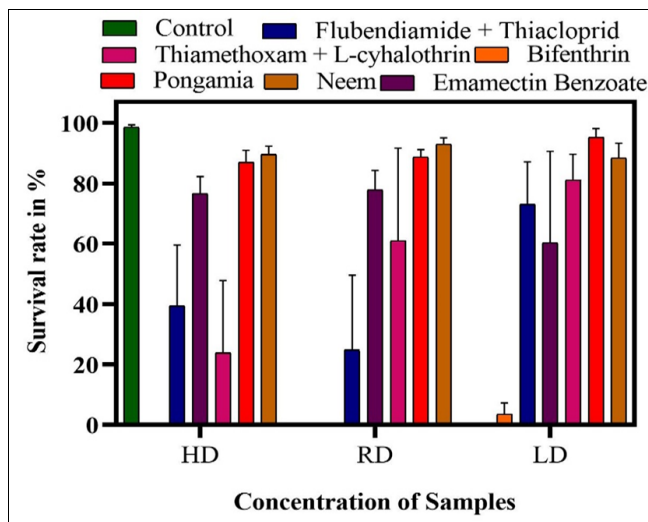 Control Flubendiamide + Thiacloprid
Thiamethoxam + L-cyhalothrin Bifenthrin
Pongamia Neem Emamectin Benzoate
Survival rate in %
100
80
60
40
20
0
HD RD LD
Concentration of Samples